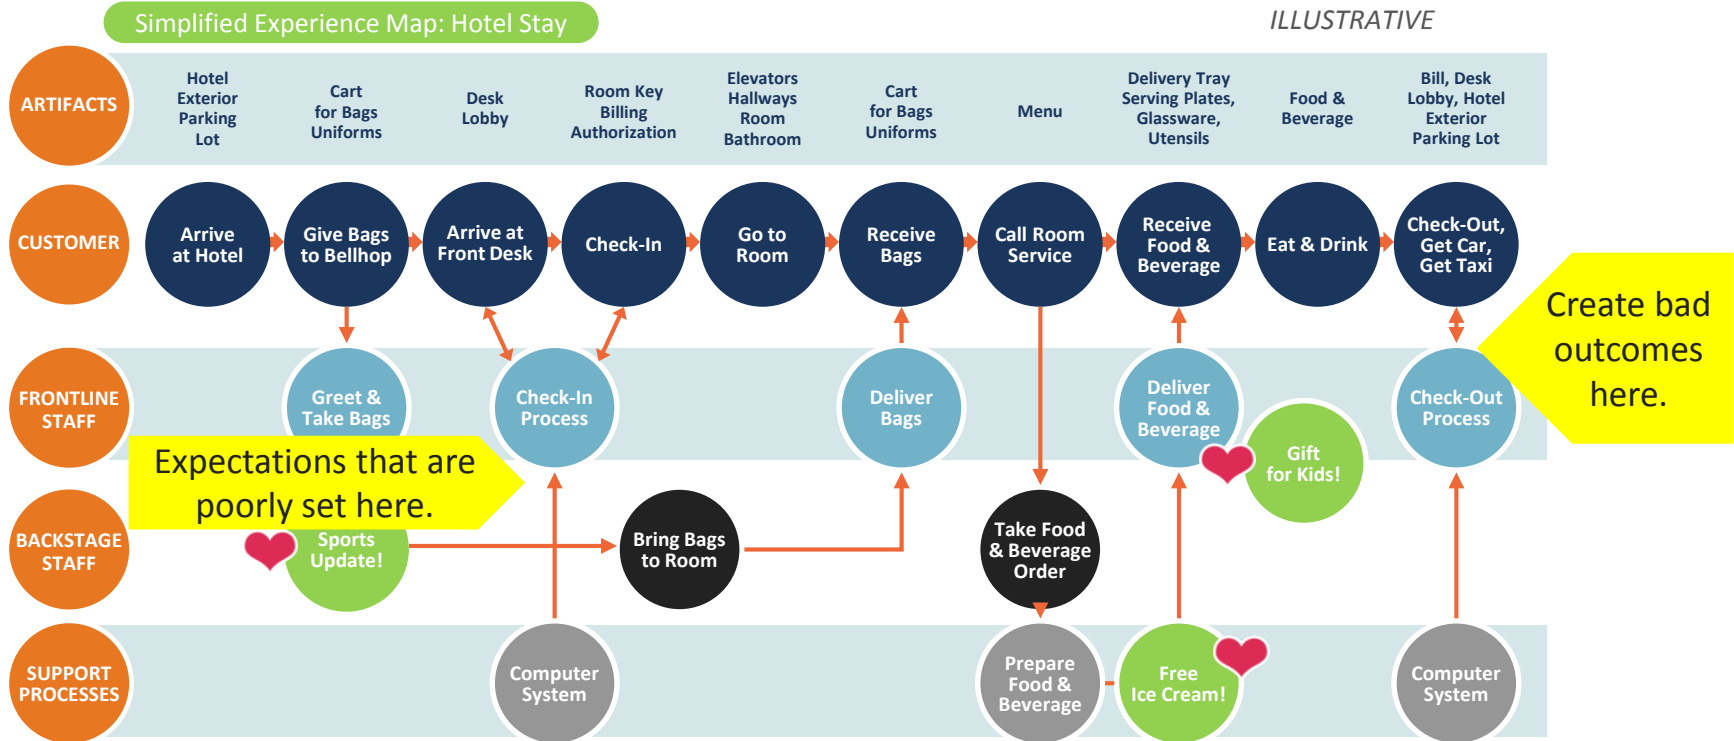 Simplified Experience Map: Hotel Stay
ILLUSTRATIVE
ARTIFACTS
Hotel
Exterior
Parking
Lot
Cart
for Bags
Uniforms
Desk
Lobby
Room Key
Billing
Authorization
Elevators
Hallways
Room
Bathroom
Cart
for Bags
Uniforms
Menu
Delivery Tray
Serving Plates,
Glassware,
Utensils
Food &
Beverage
Bill, Desk
Lobby, Hotel
Exterior
Parking Lot
CUSTOMER
Arrive
at Hotel
Give Bags
to Bellhop
Arrive at
Front Desk
Check-In
Go to
Room
Receive
Bags
Call Room
Service
Receive
Food &
Beverage
Eat & Drink
Check-Out,
Get Car,
Get Taxi
Create bad
outcomes
here.
FRONTLINE
STAFF
Greet &
Take Bags
Check-In
Process
Deliver
Bags
Deliver
Food &
Beverage
Gift
for Kids!
Check-Out
Process
Expectations that are
poorly set here.
BACKSTAGE
STAFF
Sports
Update!
Bring Bags
to Room
Take Food
& Beverage
Order
SUPPORT
PROCESSES
Computer
System
Prepare
Food &
Beverage
Free
Ice Cream!
Computer
System